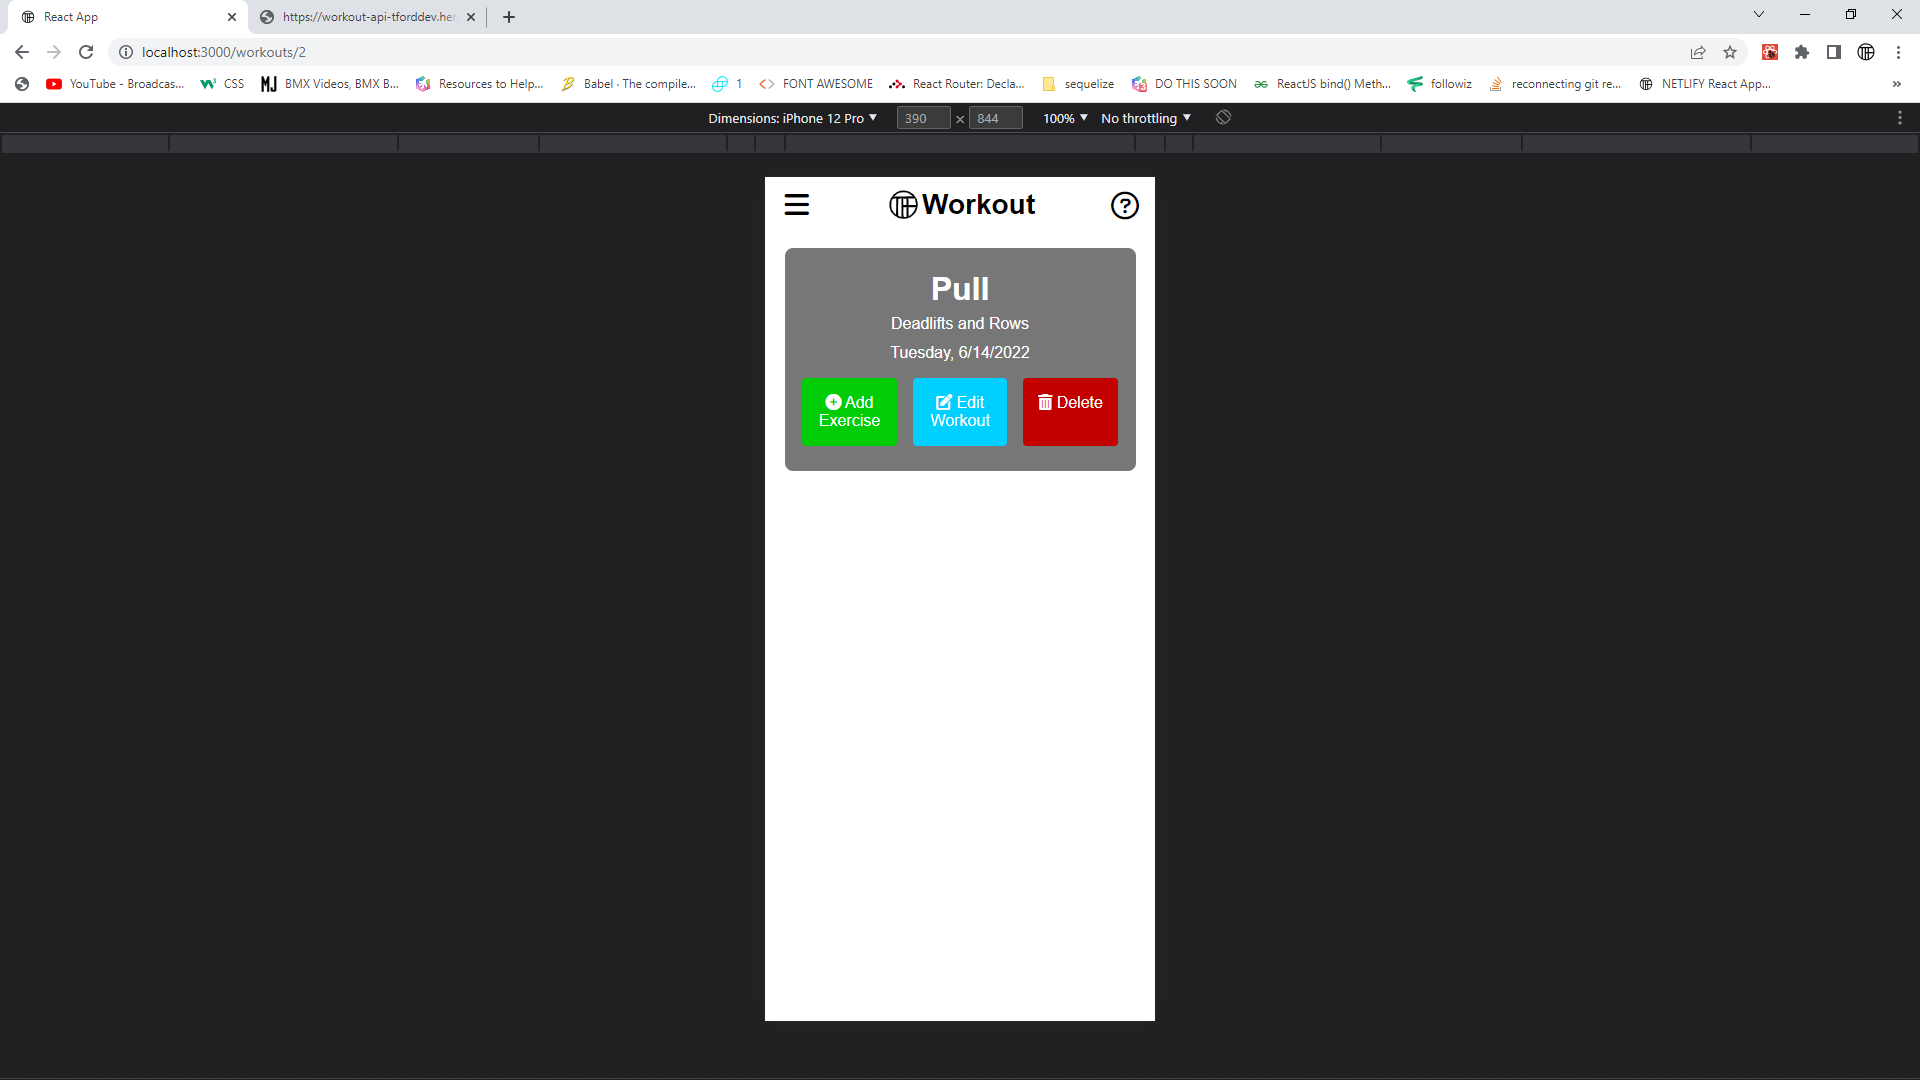 React App
https://workout-api-tforddev.her
localhost:3000/workouts/2
YouTube - Broadcas... CSS BMX Videos, BMX B... Resources to Help... Babel · The compile... 1 FONT AWESOME React Router: Decla... sequelize DO THIS SOON ReactJS bind() Meth... followiz reconnecting git re... NETLIFY React App... »
Dimensions: iPhone 12 Pro 390 × 844 100% No throttling
Workout
Pull
Deadlifts and Rows
Tuesday, 6/14/2022
Add
Exercise
Edit
Workout
Delete